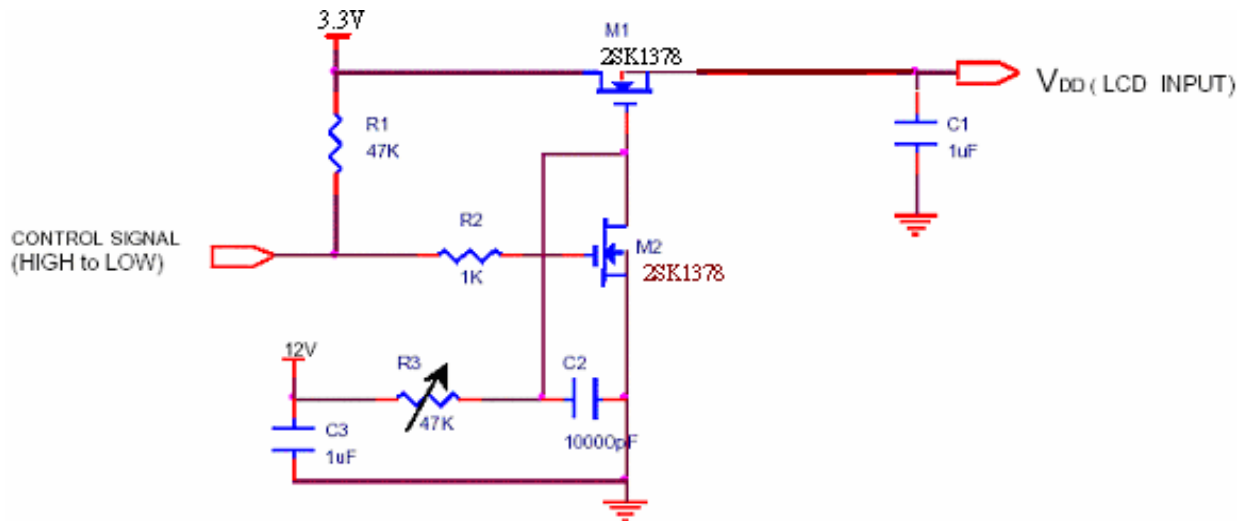 3.3V
M1
2SK1378
VDD ( LCD INPUT)
R1
47K
C1
1uF
CONTROL SIGNAL
(HIGH to LOW)
R2
1K
M2
2SK1378
12V
R3
47K
C2
10000pF
C3
1uF